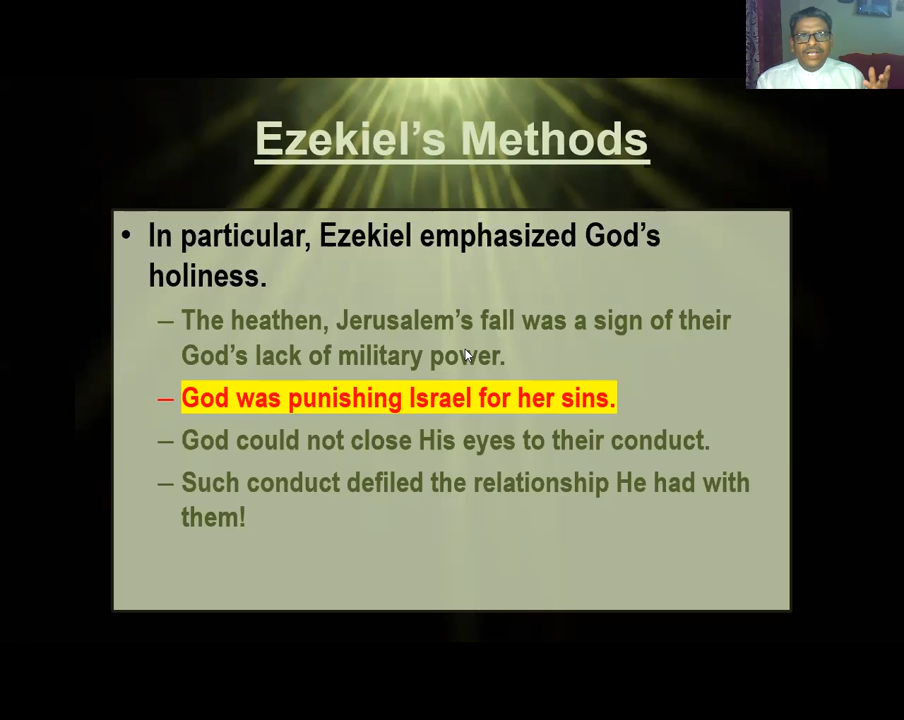 Ezekiel’s Methods
• In particular, Ezekiel emphasized God’s
holiness.
– The heathen, Jerusalem’s fall was a sign of their
God’s lack of military power.
– God was punishing Israel for her sins.
– God could not close His eyes to their conduct.
– Such conduct defiled the relationship He had with
them!